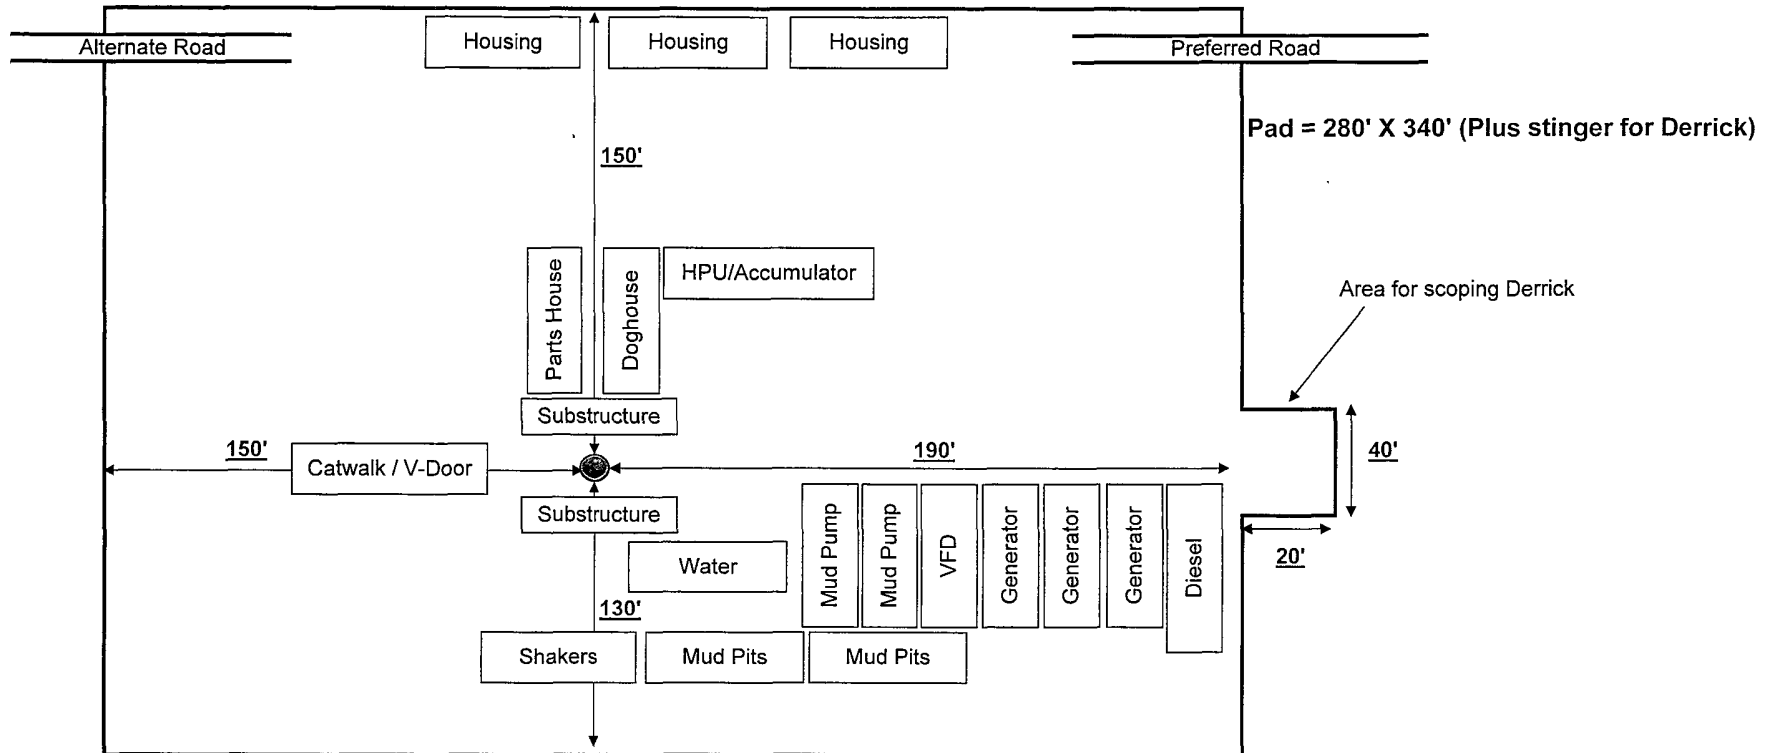 Alternate Road
Housing
Housing
Housing
Preferred Road
Pad = 280' X 340' (Plus stinger for Derrick)
150'
Parts House
Doghouse
HPU/Accumulator
Area for scoping Derrick
Substructure
150'
Catwalk / V-Door
190'
40'
Substructure
Water
Mud Pump
Mud Pump
VFD
Generator
Generator
Generator
Diesel
20'
130'
Shakers
Mud Pits
Mud Pits